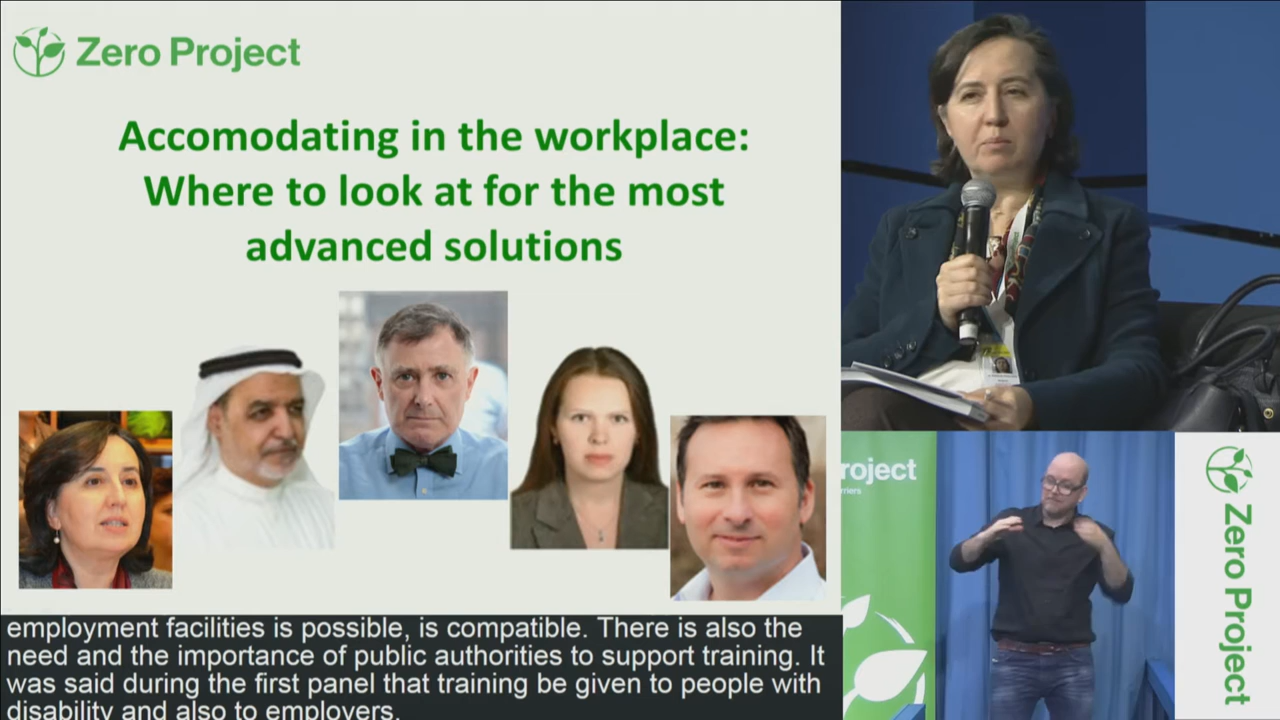 Zero Project
Accomodating in the workplace:
Where to look at for the most
advanced solutions
employment facilities is possible, is compatible. There is also the
need and the importance of public authorities to support training. It
was said during the first panel that training be given to people with
disability and also to employers.
roject
rriers
Zero Project